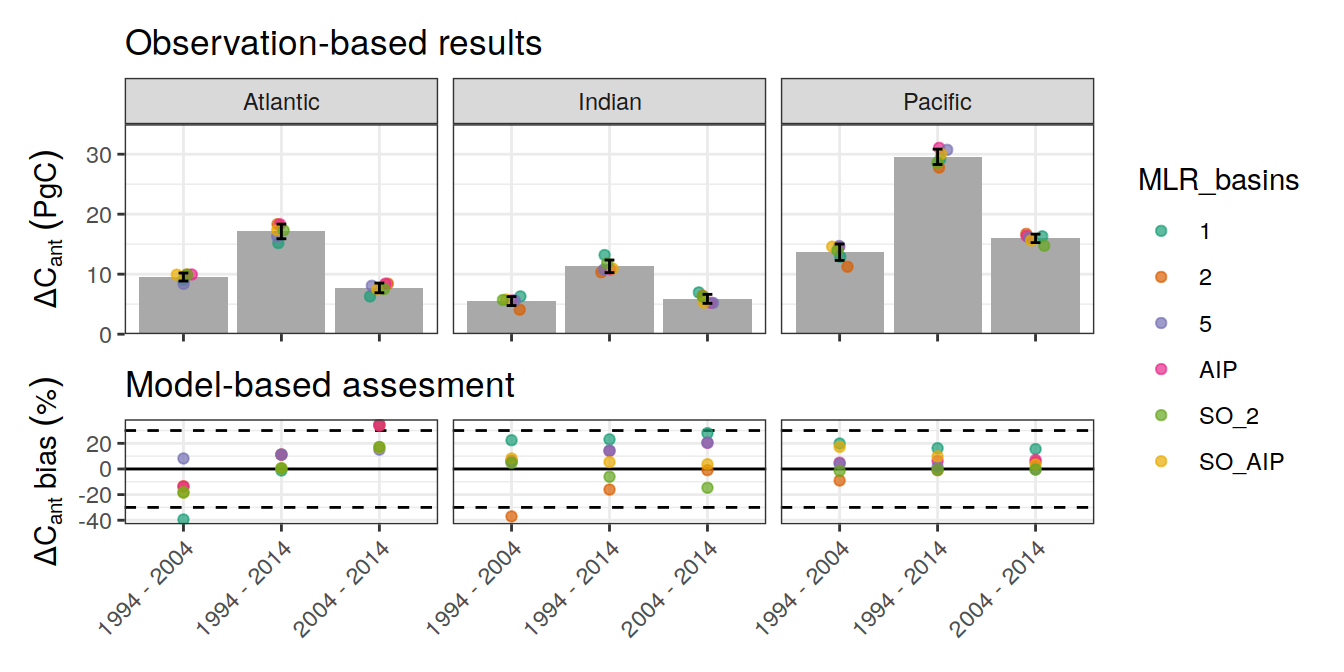 Observation-based results
Atlantic
Indian
Pacific
ΔCant (PgC)
30
20
10
0
Model-based assesment
ΔCant bias (%)
20
0
-20
-40
1994 - 2004
1994 - 2014
2004 - 2014
1994 - 2004
1994 - 2014
2004 - 2014
1994 - 2004
1994 - 2014
2004 - 2014
MLR_basins
1
2
5
AIP
SO_2
SO_AIP